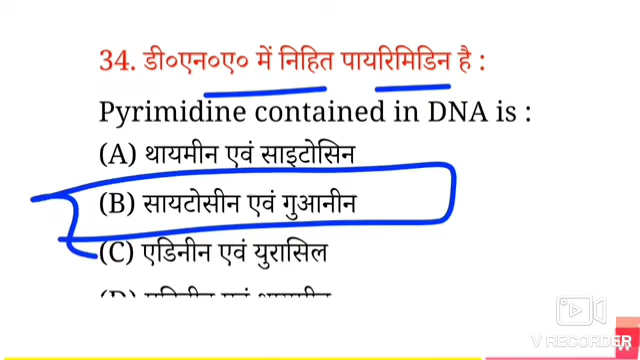 34. डी०एन०ए० में निहित पायरिमिडिन है :
Pyrimidine contained in DNA is :
(A) थायमीन एवं साइटोसिन
(B) सायटोसीन एवं गुआनीन
(C) एडिनीन एवं युरासिल
V RECORDER